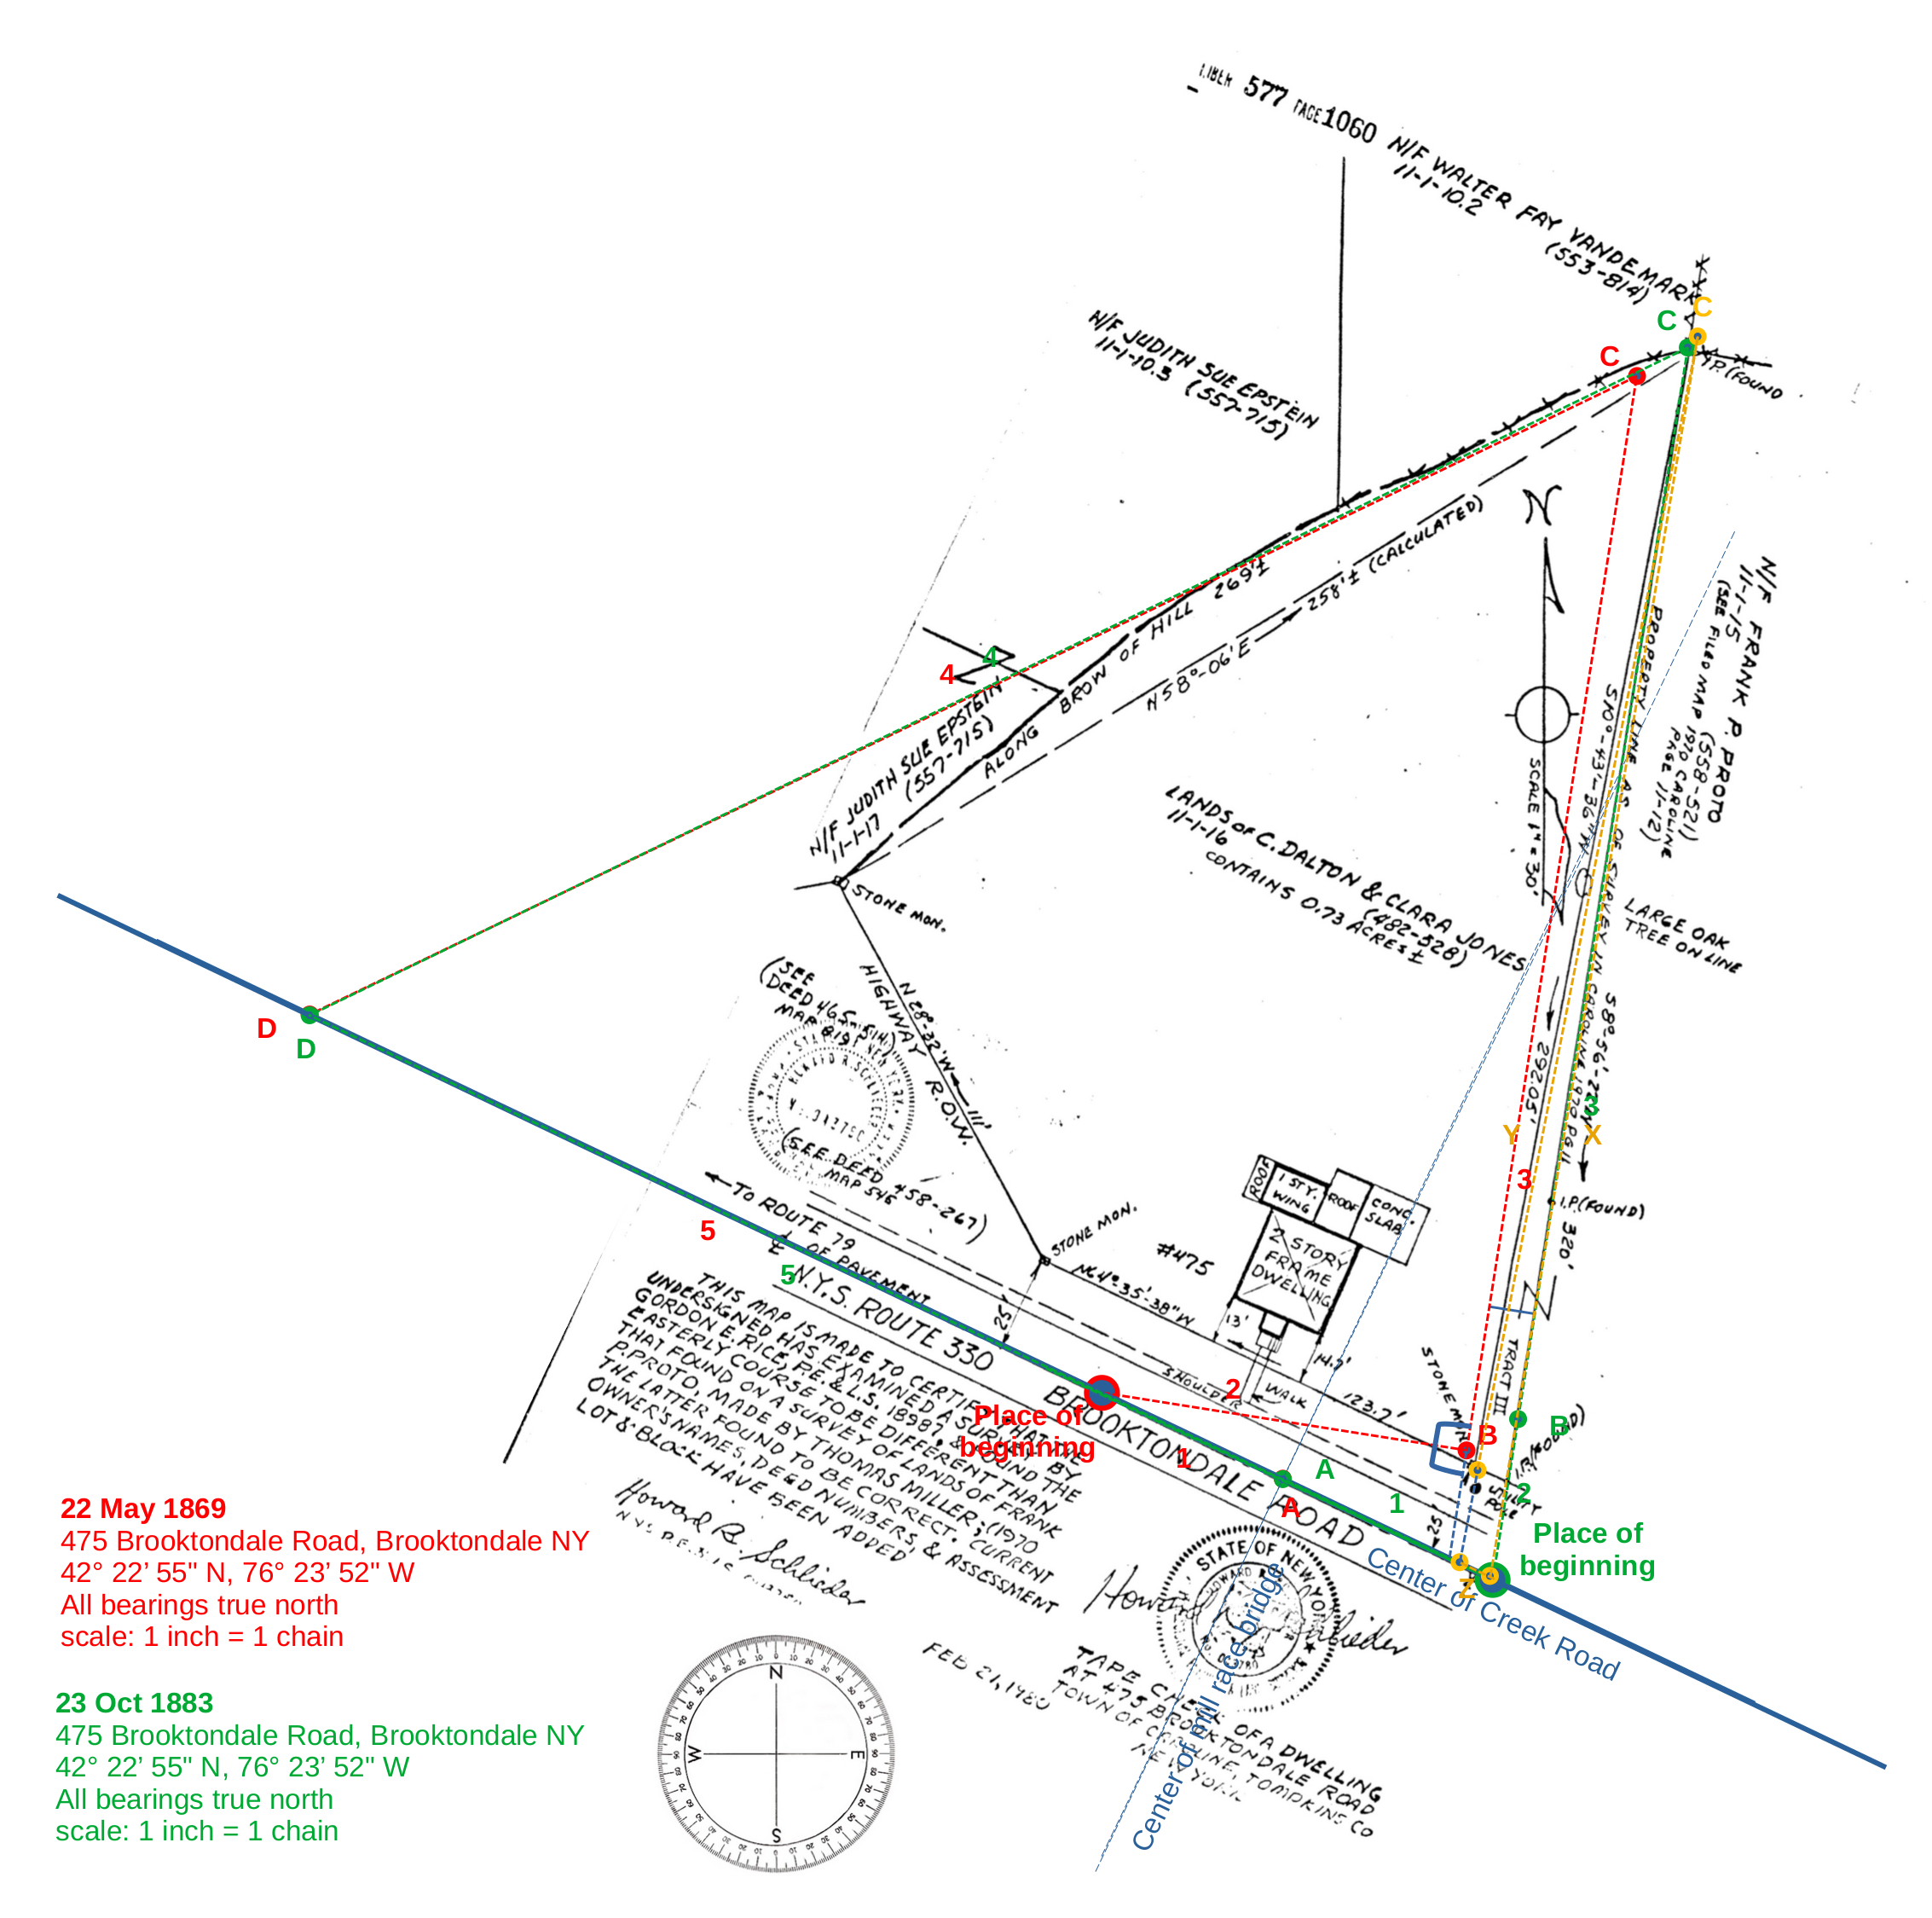 LIBER 577 PAGE 1060
N/F WALTER FAY VANDEMARK
11-1-10.2
(553-814)
C
C
C
I.P. (FOUND
N/F JUDITH SUE EPSTEIN
11-1-10.3 (557-715)
N
N/F FRANK P. PROTO
11-1-15 (558-521)
(SEE FILED MAP 1970 CAROLINE
PAGE 11-12)
ALONG BROW OF HILL 269'±
N 58°-06' E 258'± (CALCULATED)
4
4
N/F JUDITH SUE EPSTEIN
11-1-17 (557-715)
SCALE 1" = 30'
S10°-43'-36"W
292.05'
PROPERTY LINE AS OF SURVEY IN CAROLINE 1970 PG 11
S8°-56'-22"W
320'
LANDS OF C. DALTON & CLARA JONES
11-1-16 (482-528)
CONTAINS 0.73 ACRES ±
LARGE OAK
TREE ON LINE
STONE MON.
D
D
(SEE
DEED 465-514)
MAP 819
HIGHWAY R.O.W.
N 28°-32' W 111'
(SEE DEED 458-267)
MAP 546
3
Y
X
3
I.P. (FOUND)
TO ROUTE 79
℄ OF PAVEMENT
5
5
N.Y.S. ROUTE 330
BROOKTONDALE ROAD
STONE MON.
N64°-35'-38"W
123.7'
#475
ROOF
1 STY.
WING
ROOF
CONC.
SLAB
2 STORY
FRAME
DWELLING
13'
14.7'
WALK
SHOULDER
25'
25'
TRACT III
STONE M
B
B
2
2
1
1
A
A
Z
Place of
beginning
Place of
beginning
Center of Creek Road
Center of mill race bridge
THIS MAP IS MADE TO CERTIFY THAT THE
UNDERSIGNED HAS EXAMINED A SURVEY BY
GORDON E. RICE, P.E. & L.S. 18987, & FOUND THE
EASTERLY COURSE TO BE DIFFERENT THAN
THAT FOUND ON A SURVEY OF LANDS OF FRANK
P. PROTO, MADE BY THOMAS MILLER; (1970
THE LATTER FOUND TO BE CORRECT. CURRENT
OWNER'S NAMES, DEED NUMBERS, & ASSESSMENT
LOT & BLOCK HAVE BEEN ADDED
Howard R. Schlieder
STATE OF NEW YORK
Howard Schlieder
FEB 21, 1980
TAPE CHECK OF A DWELLING
AT 475 BROOKTONDALE ROAD
TOWN OF CAROLINE, TOMPKINS CO
NEW YORK
22 May 1869
475 Brooktondale Road, Brooktondale NY
42° 22’ 55" N, 76° 23’ 52" W
All bearings true north
scale: 1 inch = 1 chain
23 Oct 1883
475 Brooktondale Road, Brooktondale NY
42° 22’ 55" N, 76° 23’ 52" W
All bearings true north
scale: 1 inch = 1 chain
N
W
E
S